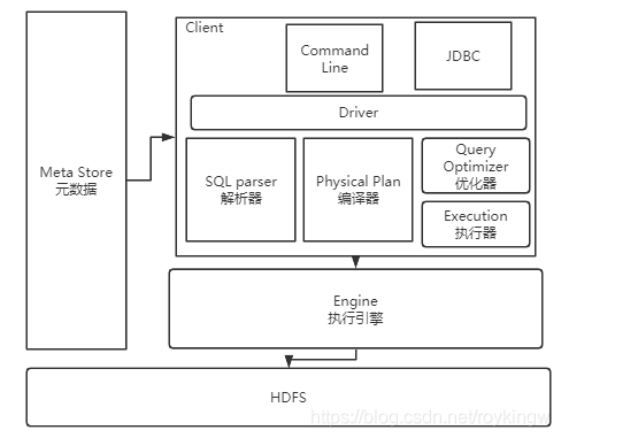 Client
Command
Line
JDBC
Driver
Meta Store
元数据
SQL parser
解析器
Physical Plan
编译器
Query
Optimizer
优化器
Execution
执行器
Engine
执行引擎
HDFS
https://blog.csdn.net/roykingw